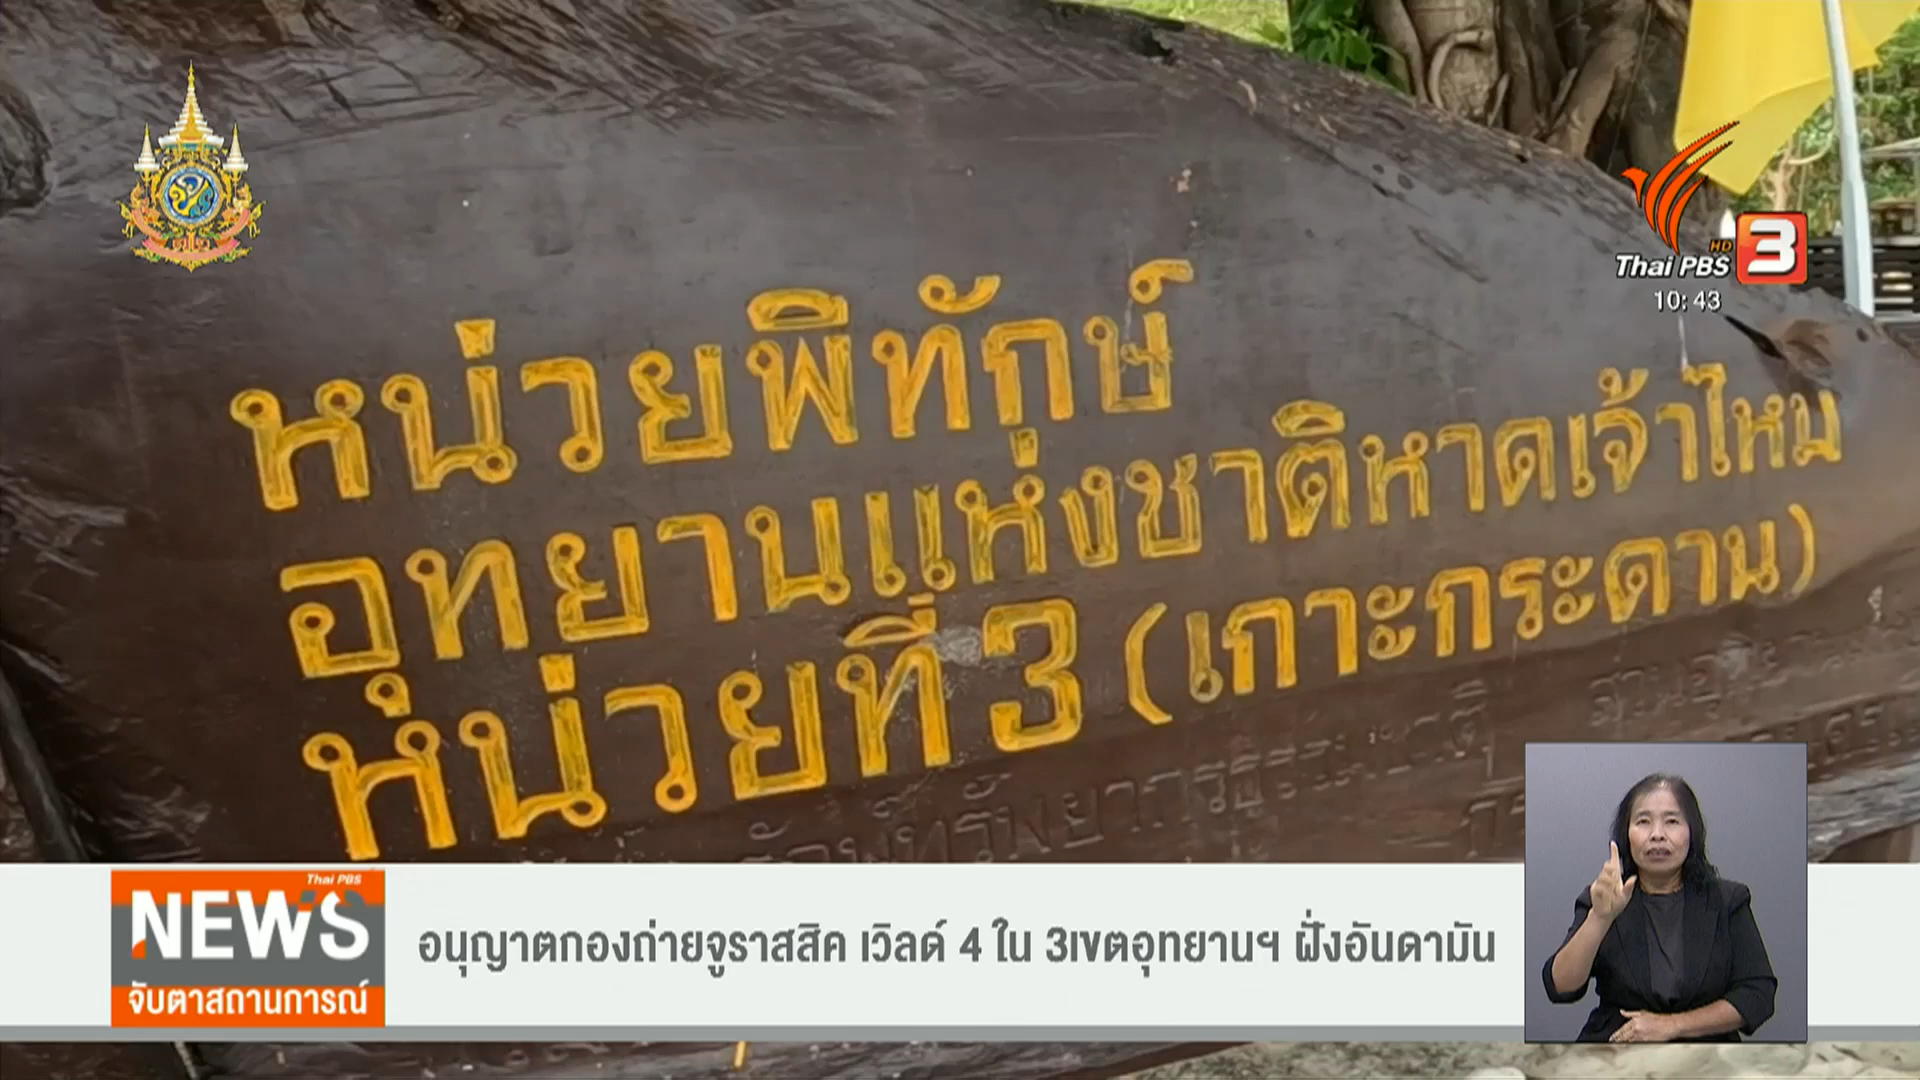 Thai PBS
HD
3
10:43
หน่วยพิทักษ์
อุทยานแห่งชาติหาดเจ้าไหม
หน่วยที่ 3 (เกาะกระดาน)
Thai PBS
NEWS
จับตาสถานการณ์
อนุญาตกองถ่ายจูราสสิค เวิลด์ 4 ใน 3เขตอุทยานฯ ฝั่งอันดามัน